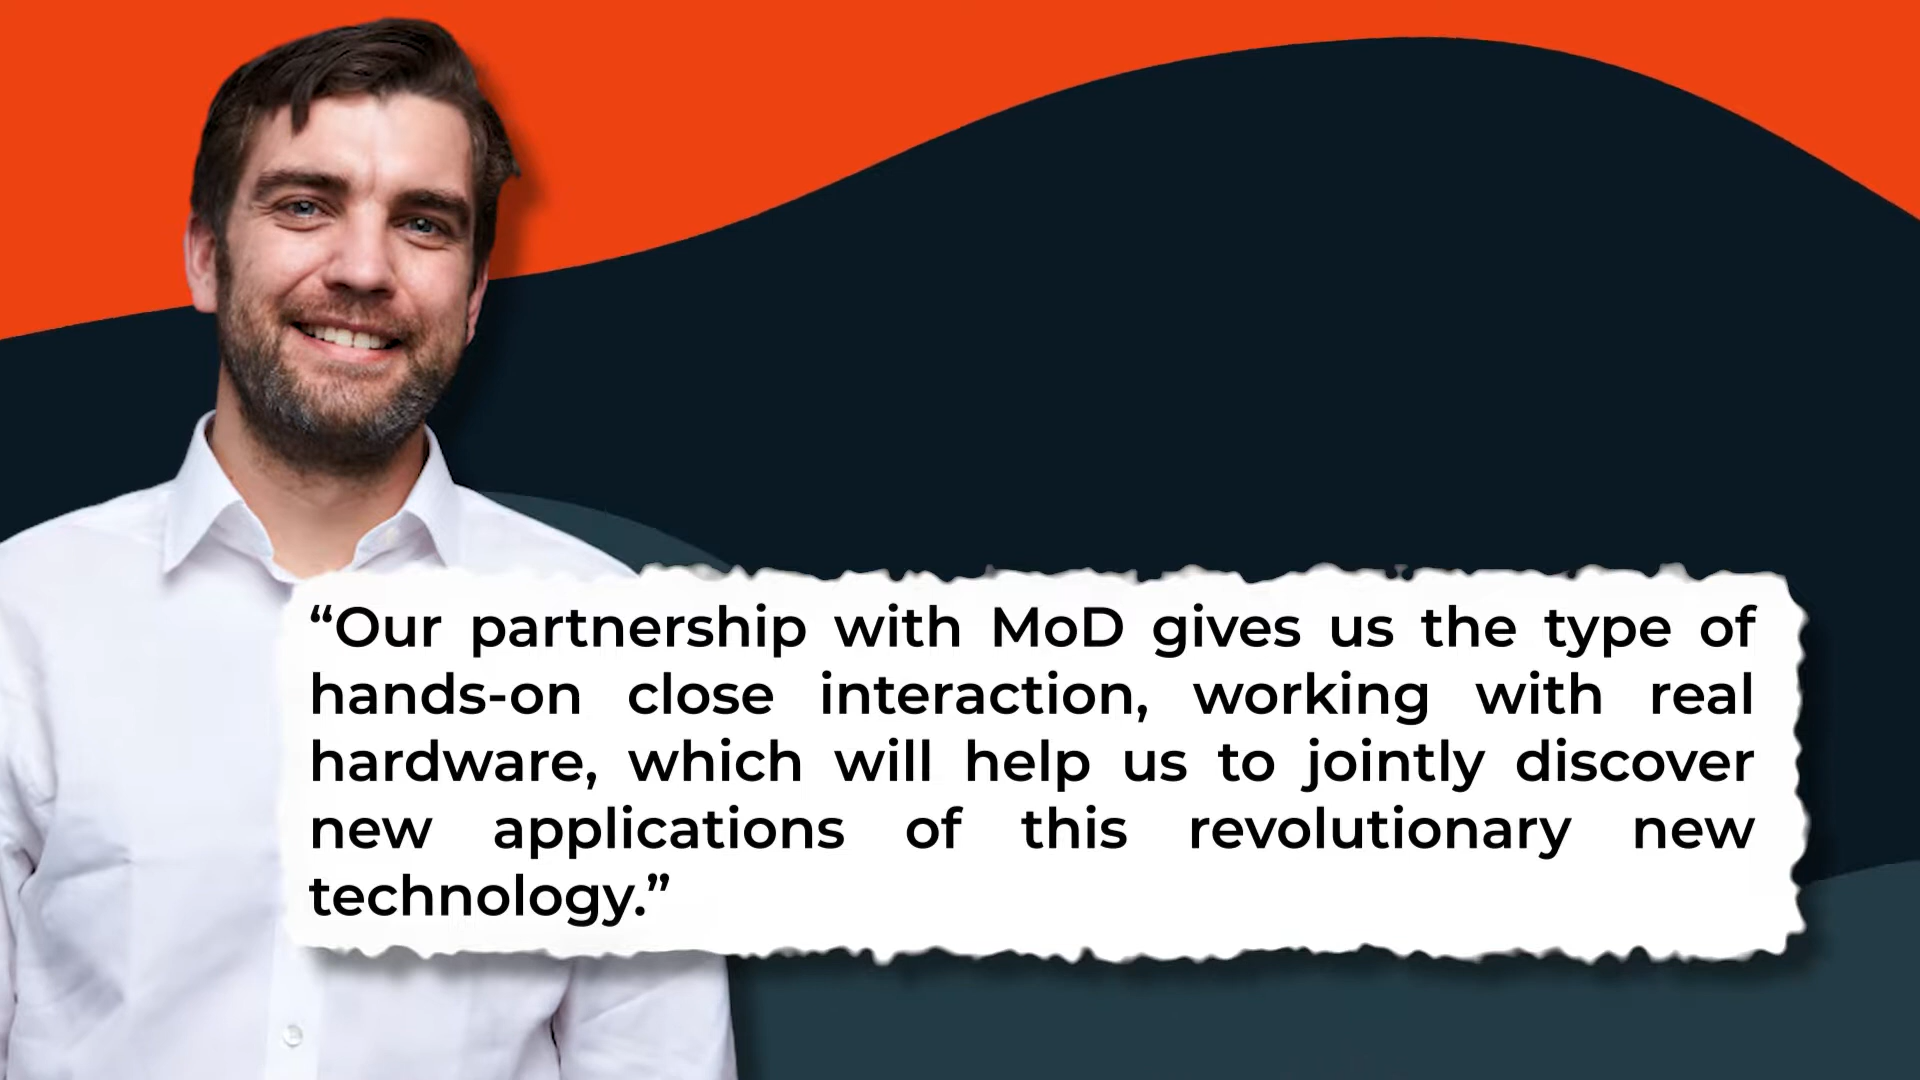 “Our partnership with MoD gives us the type of
hands-on close interaction, working with real
hardware, which will help us to jointly discover
new applications of this revolutionary new
technology.”